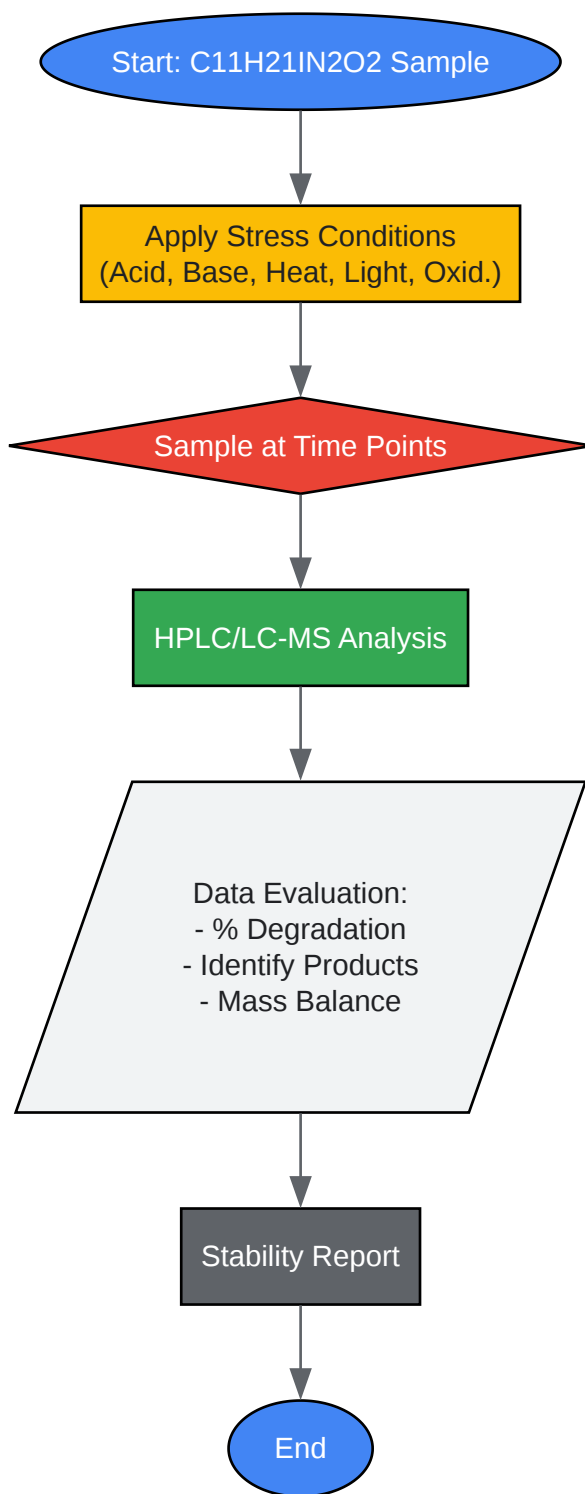 Start: C11H21IN2O2 Sample
Apply Stress Conditions
(Acid, Base, Heat, Light, Oxid.)
Sample at Time Points
HPLC/LC-MS Analysis
Data Evaluation:
- % Degradation
- Identify Products
- Mass Balance
Stability Report
End